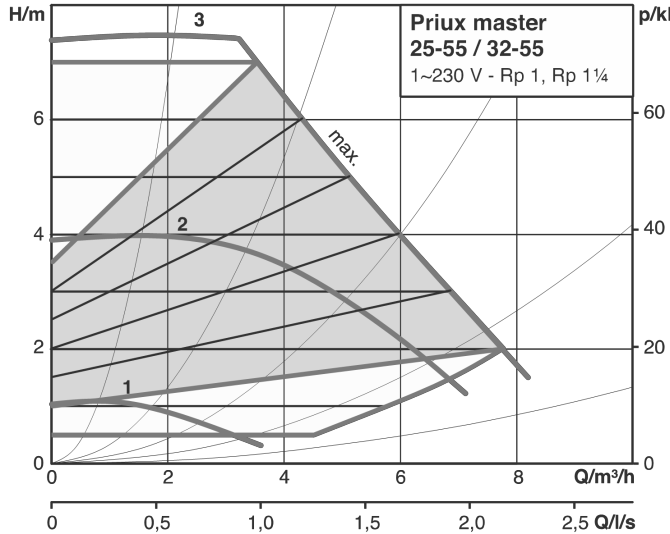 H/m
p/k
3
Priux master
25-55 / 32-55
1~230 V - Rp 1, Rp 1¼
6
60
max.
2
4
40
2
20
1
0
0
0
2
4
6
8
Q/m³/h
0
0,5
1,0
1,5
2,0
2,5
Q/l/s